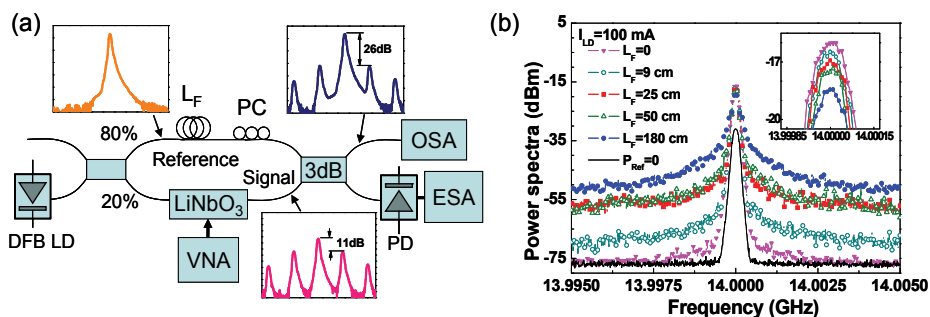 (a)
26dB
L_F
PC
80%
Reference
OSA
Signal
3dB
20%
LiNbO₃
ESA
DFB LD
VNA
PD
11dB
(b)
Power spectra (dBm)
5
-15
-35
-55
-75
I_LD=100 mA
L_F=0
L_F=9 cm
L_F=25 cm
L_F=50 cm
L_F=180 cm
P_Ref=0
-17
-20
13.99985 14.00000 14.00015
13.9950 13.9975 14.0000 14.0025 14.0050
Frequency (GHz)